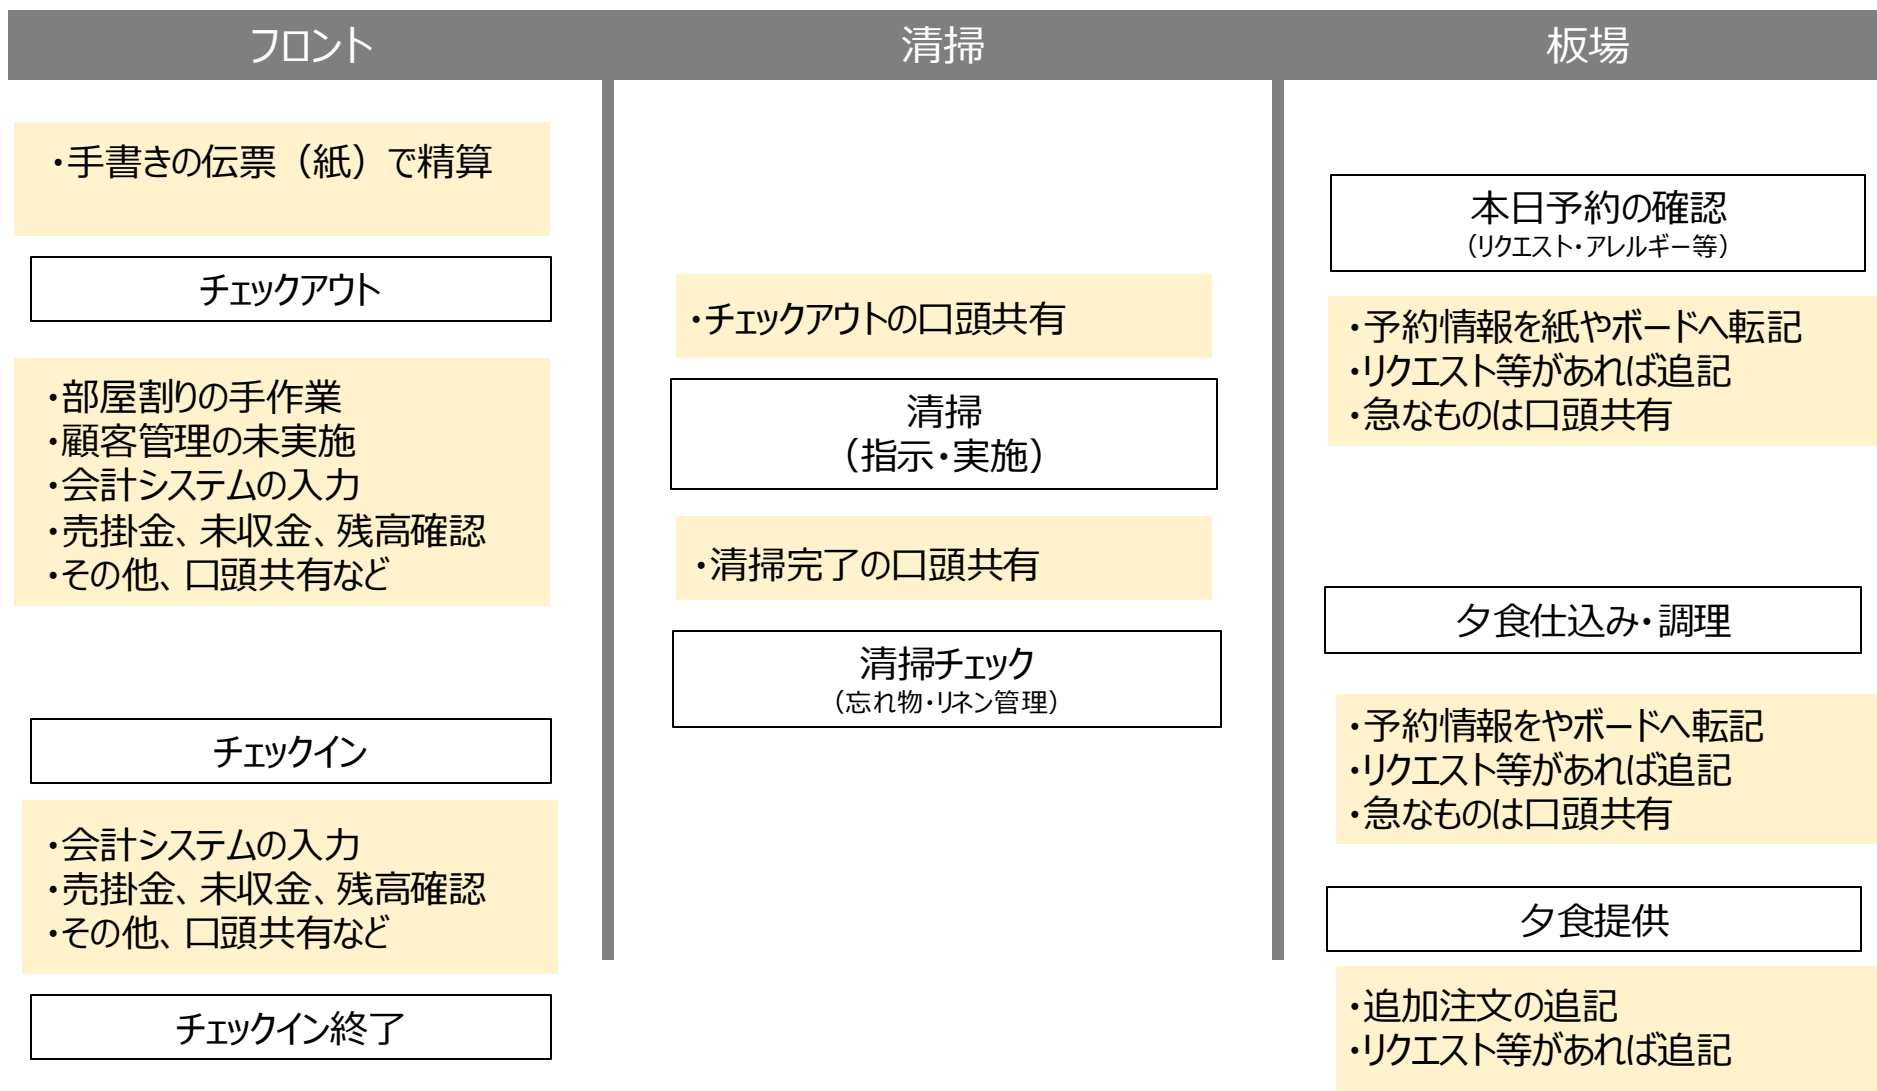 フロント
清掃
板場
・手書きの伝票（紙）で精算
チェックアウト
・部屋割りの手作業
・顧客管理の未実施
・会計システムの入力
・売掛金、未収金、残高確認
・その他、口頭共有など
チェックイン
・会計システムの入力
・売掛金、未収金、残高確認
・その他、口頭共有など
チェックイン終了
・チェックアウトの口頭共有
清掃
（指示・実施）
・清掃完了の口頭共有
清掃チェック
（忘れ物・リネン管理）
本日予約の確認
（リクエスト・アレルギー等）
・予約情報を紙やボードへ転記
・リクエスト等があれば追記
・急なものは口頭共有
夕食仕込み・調理
・予約情報をやボードへ転記
・リクエスト等があれば追記
・急なものは口頭共有
夕食提供
・追加注文の追記
・リクエスト等があれば追記